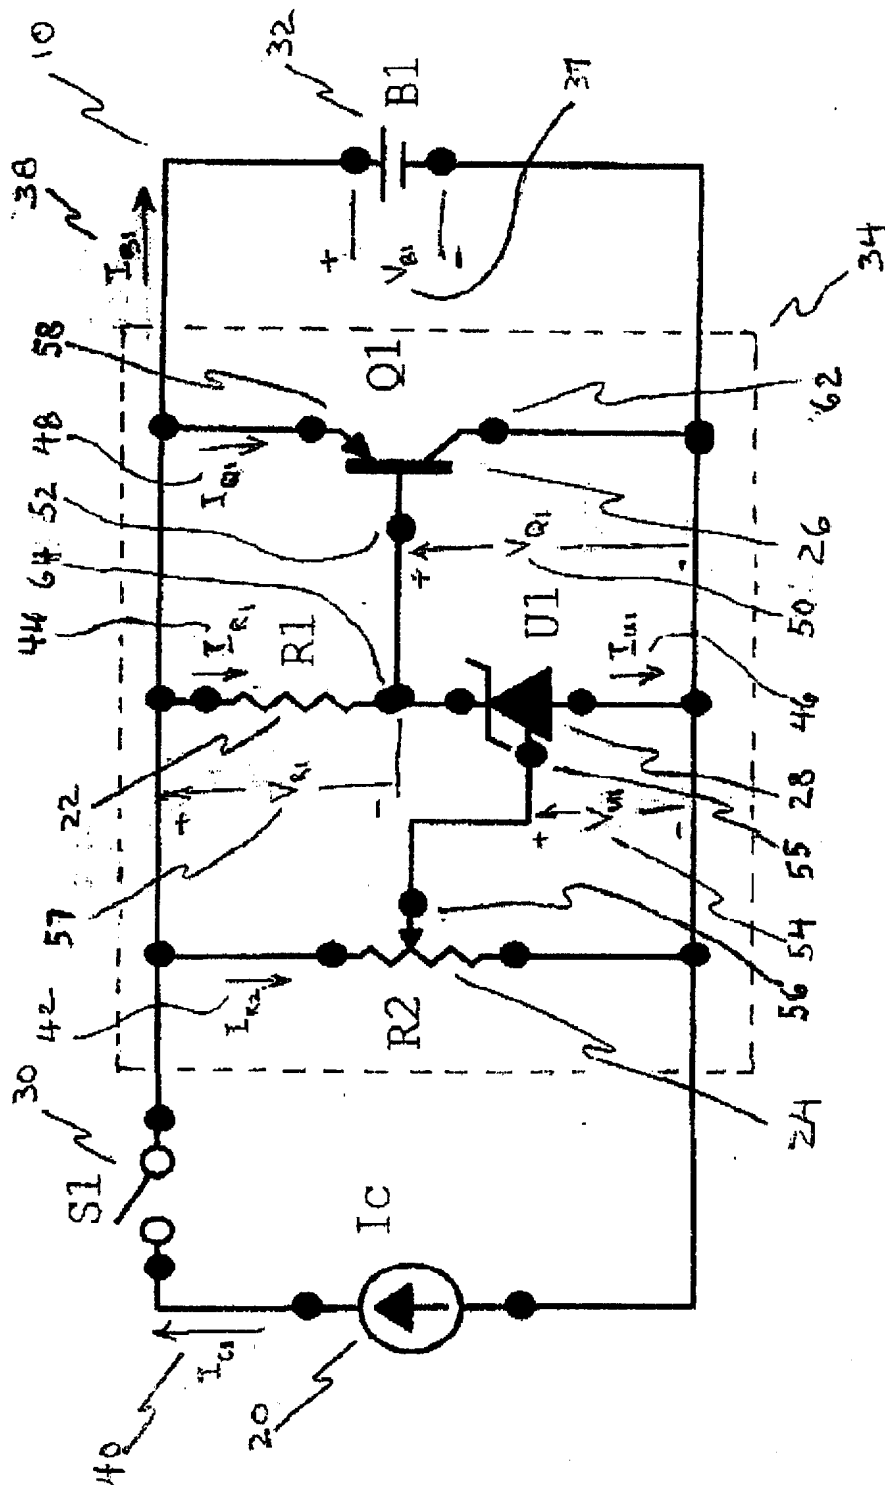 10
38
32
B1
37
I_B1
+
V_B1
-
34
58
Q1
62
48
I_Q1
52
64
26
+
V_Q1
-
50
44
I_R1
R1
U1
I_U1
46
22
+
V_R1
-
28
57
+
V_U1
-
55
54
56
42
I_R2
R2
24
30
S1
Ic
40
I_C1
20